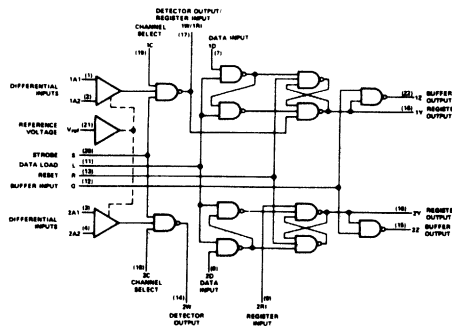 DETECTOR OUTPUT/
REGISTER INPUT
1W/1RI
(17)
CHANNEL
SELECT
1C
(19)
DATA INPUT
1D
(7)
DIFFERENTIAL
INPUTS
1A1 (1)
1A2 (2)
REFERENCE
VOLTAGE
Vref (21)
STROBE S (20)
DATA LOAD L (11)
RESET R (13)
BUFFER INPUT G (12)
(22) 1Z BUFFER
OUTPUT
1Y REGISTER
OUTPUT
DIFFERENTIAL
INPUTS
2A1 (3)
2A2 (4)
2Y REGISTER
OUTPUT
(15) 2Z BUFFER
OUTPUT
2C
CHANNEL
SELECT
(14)
2W
DETECTOR
OUTPUT
2D
DATA
INPUT
(9)
2RI
REGISTER
INPUT